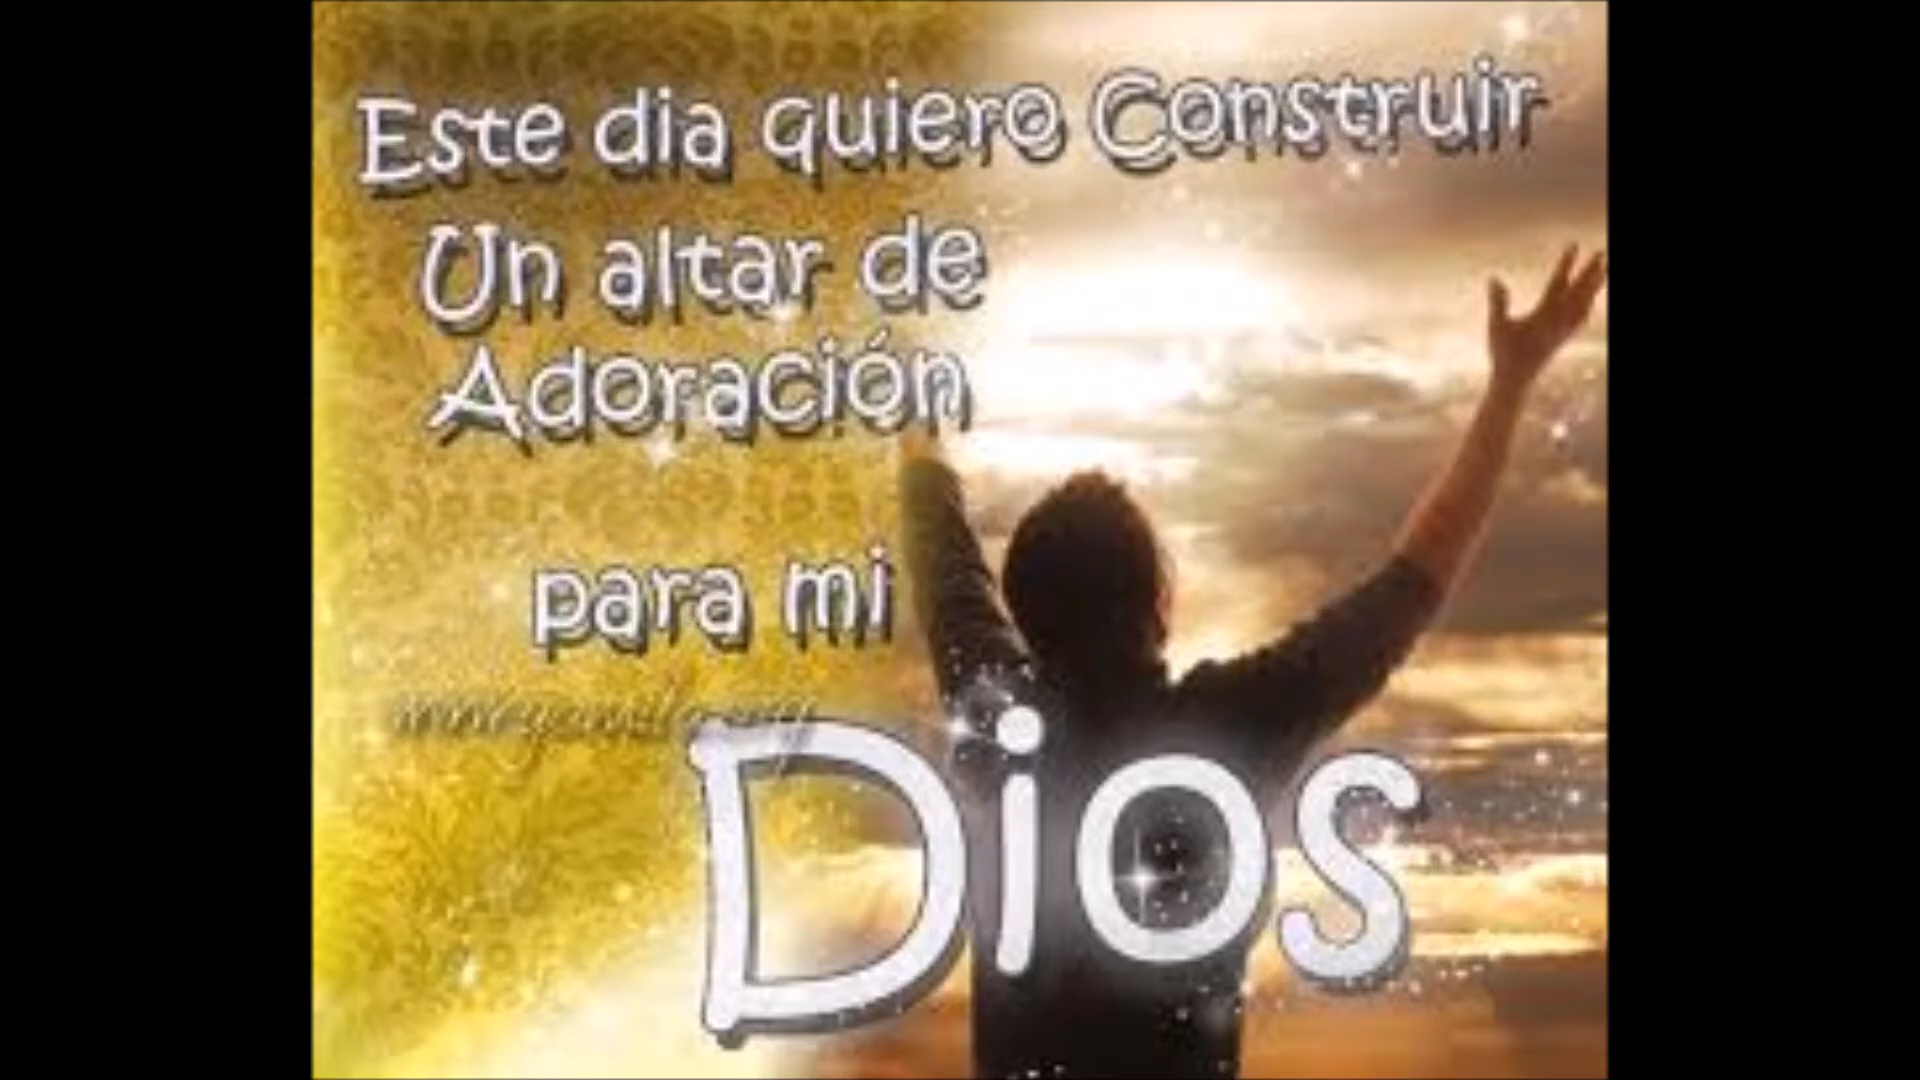 Este dia quiero Construir
Un altar de
Adoración
para mi
Dios